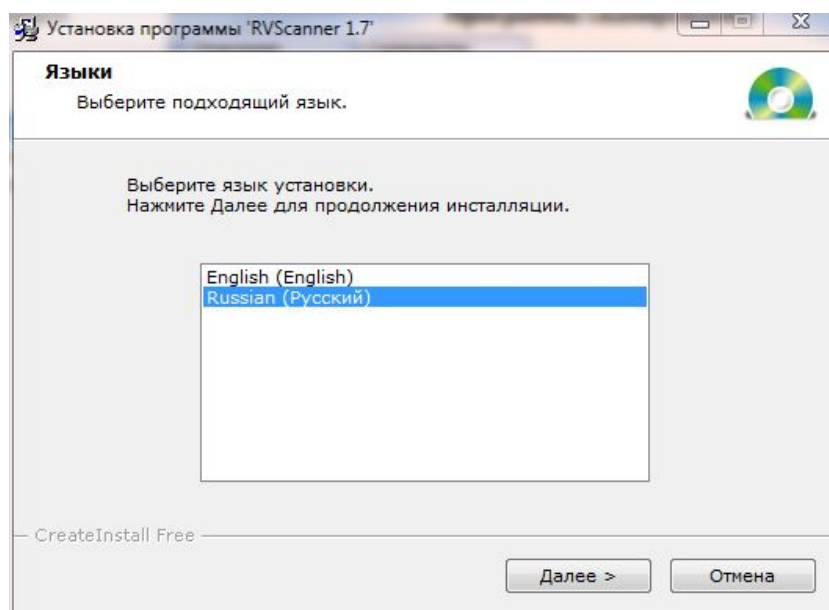 Установка программы 'RVScanner 1.7'
Языки
Выберите подходящий язык.
Выберите язык установки.
Нажмите Далее для продолжения инсталляции.
English (English)
Russian (Русский)
CreateInstall Free
Далее >
Отмена